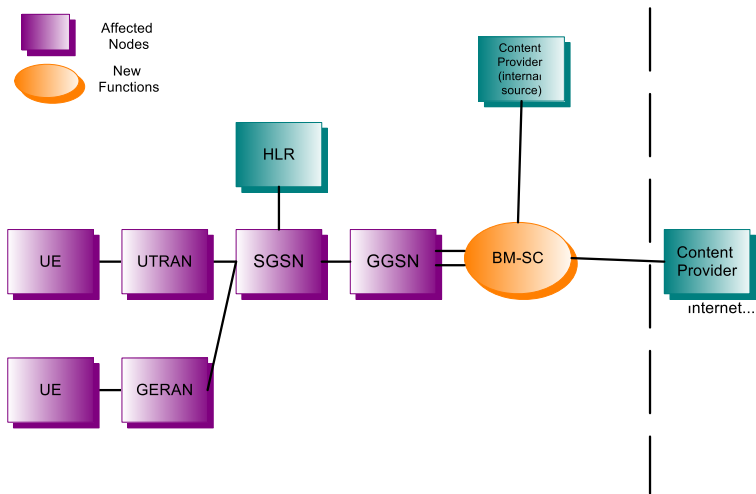 Affected
Nodes
New
Functions
Content
Provider
(internal
source)
HLR
UE
UTRAN
SGSN
GGSN
BM-SC
Content
Provider
internet...
UE
GERAN